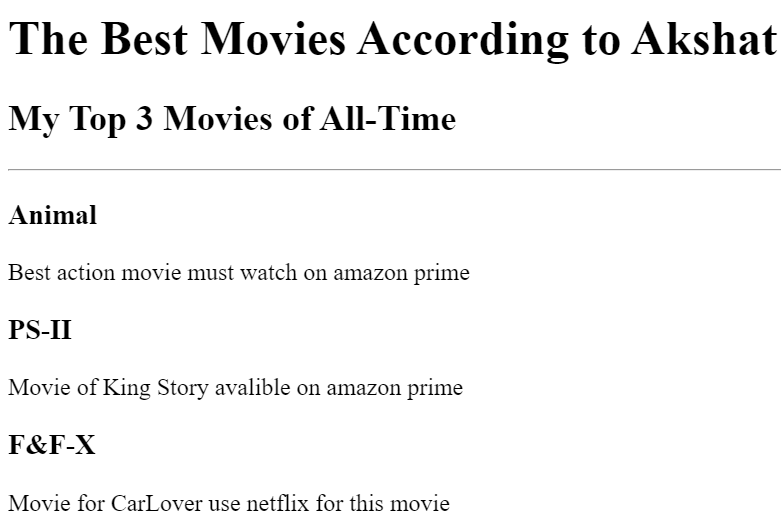 The Best Movies According to Akshat
My Top 3 Movies of All-Time
Animal
Best action movie must watch on amazon prime
PS-II
Movie of King Story avalible on amazon prime
F&F-X
Movie for CarLover use netflix for this movie